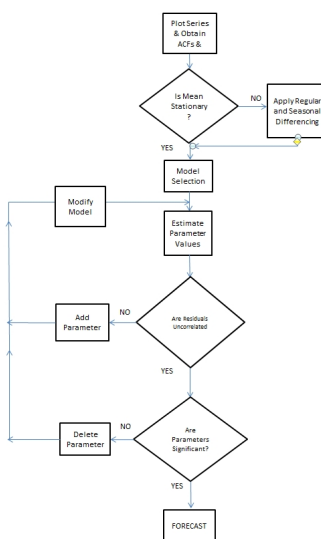 Plot Series
& Obtain
ACFs &
Is Mean
Stationary
?
NO
Apply Regular
and Seasonal
Differencing
YES
Model
Selection
Modify
Model
Estimate
Parameter
Values
Are Residuals
Uncorrelated
NO
Add
Parameter
YES
Are
Parameters
Significant?
NO
Delete
Parameter
YES
FORECAST